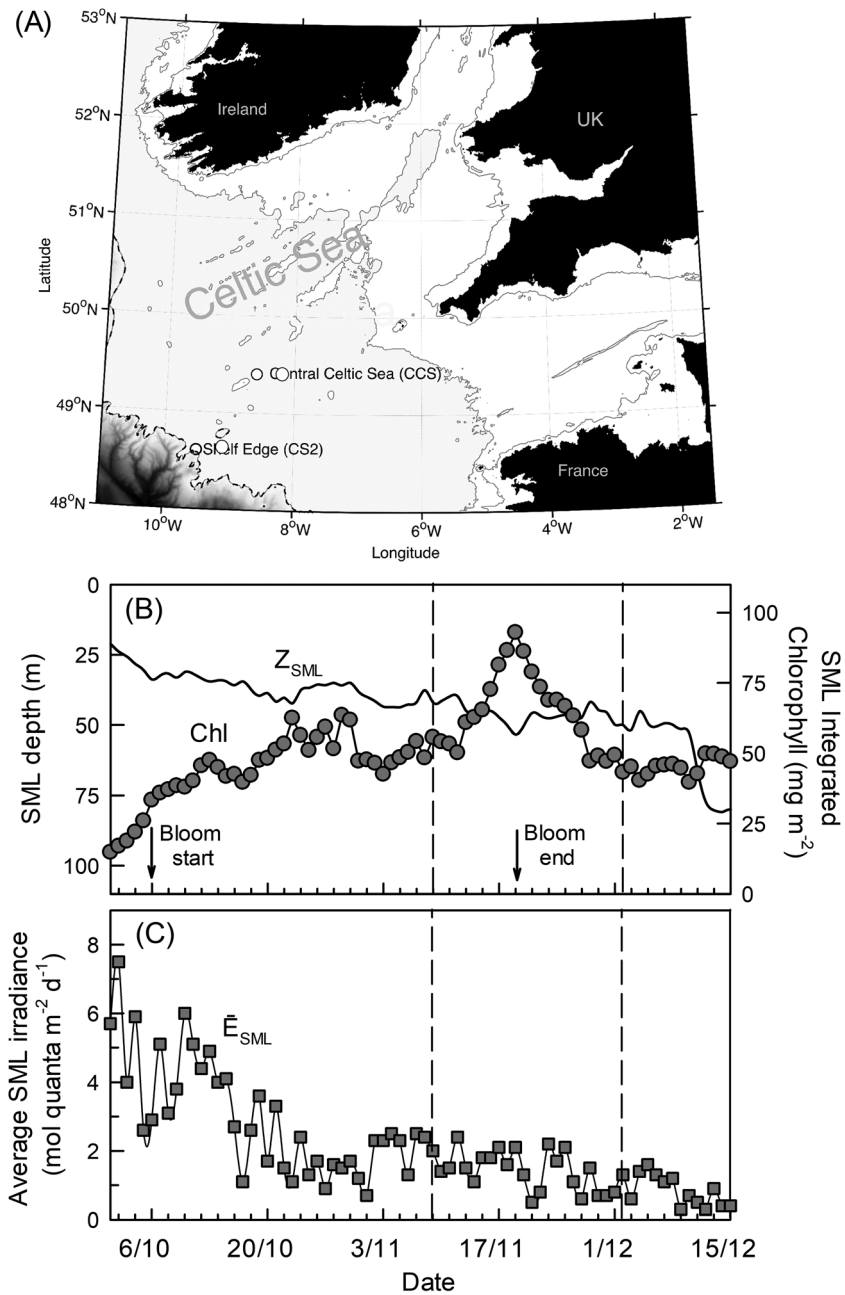 (A)
53°N
52°N
51°N
50°N
49°N
48°N
Latitude
Ireland
UK
Celtic Sea
Central Celtic Sea (CCS)
Shelf Edge (CS2)
France
10°W
8°W
6°W
4°W
2°W
Longitude
(B)
0
25
50
75
100
SML depth (m)
Z SML
Chl
Bloom
start
Bloom
end
100
75
50
25
0
SML Integrated
Chlorophyll (mg m-2)
(C)
8
6
4
2
0
Average SML irradiance
(mol quanta m-2 d-1)
Ē SML
6/10
20/10
3/11
17/11
1/12
15/12
Date